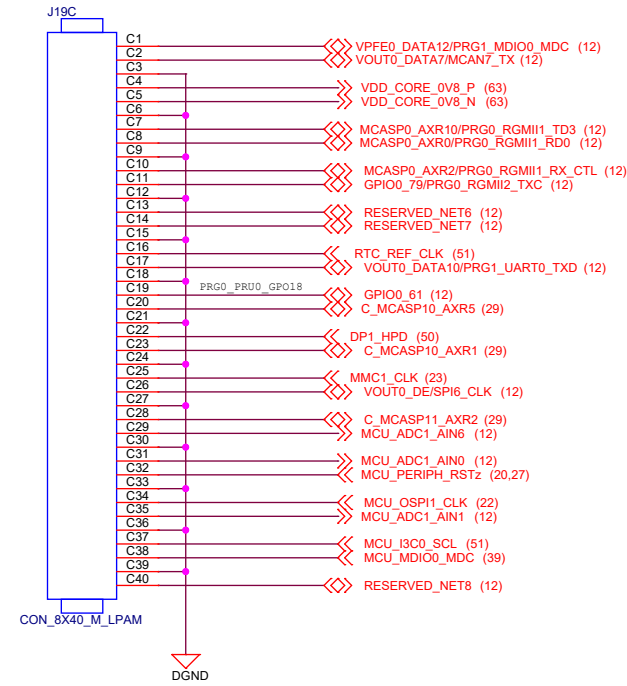 J19C
C1 VPFE0_DATA12/PRG1_MDIO0_MDC (12)
C2 VOUT0_DATA7/MCAN7_TX (12)
C3
C4 VDD_CORE_0V8_P (63)
C5 VDD_CORE_0V8_N (63)
C6
C7 MCASP0_AXR10/PRG0_RGMII1_TD3 (12)
C8 MCASP0_AXR0/PRG0_RGMII1_RD0 (12)
C9
C10 MCASP0_AXR2/PRG0_RGMII1_RX_CTL (12)
C11 GPIO0_79/PRG0_RGMII2_TXC (12)
C12
C13 RESERVED_NET6 (12)
C14 RESERVED_NET7 (12)
C15
C16 RTC_REF_CLK (51)
C17 VOUT0_DATA10/PRG1_UART0_TXD (12)
C18
C19 PRG0_PRU0_GPO18 GPIO0_61 (12)
C20 C_MCASP10_AXR5 (29)
C21
C22 DP1_HPD (50)
C23 C_MCASP10_AXR1 (29)
C24
C25 MMC1_CLK (23)
C26 VOUT0_DE/SPI6_CLK (12)
C27
C28 C_MCASP11_AXR2 (29)
C29 MCU_ADC1_AIN6 (12)
C30
C31 MCU_ADC1_AIN0 (12)
C32 MCU_PERIPH_RSTz (20,27)
C33
C34 MCU_OSPI1_CLK (22)
C35 MCU_ADC1_AIN1 (12)
C36
C37 MCU_I3C0_SCL (51)
C38 MCU_MDIO0_MDC (39)
C39
C40 RESERVED_NET8 (12)
CON_8X40_M_LPAM
DGND